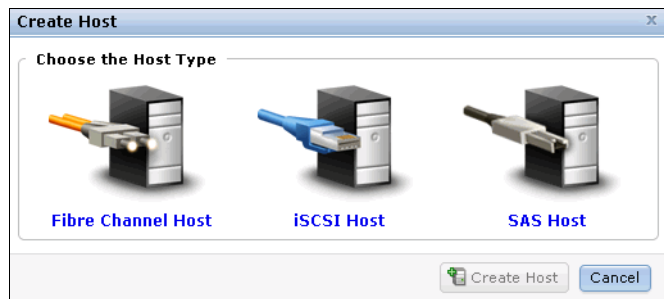 Create Host x
Choose the Host Type
Fibre Channel Host iSCSI Host SAS Host
Create Host Cancel